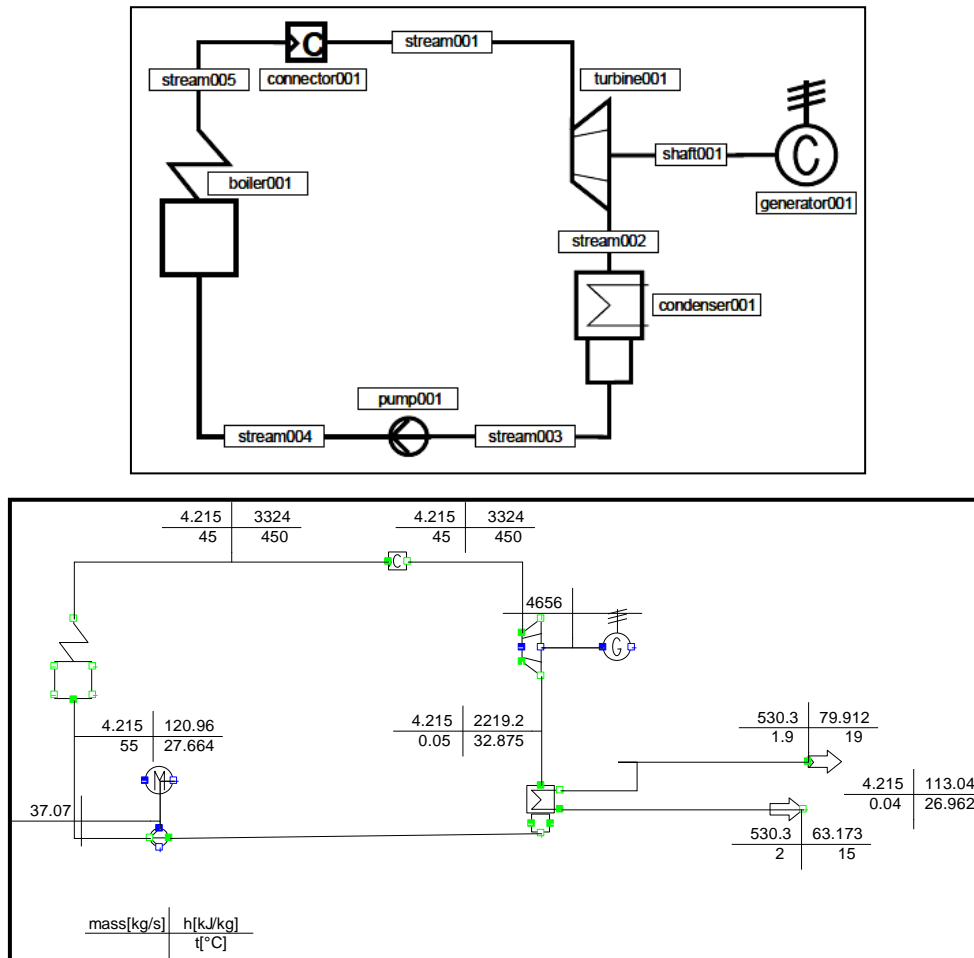 C
stream001
stream005
connector001
turbine001
shaft001
C
boiler001
generator001
stream002
condenser001
pump001
stream004
stream003
4.215 3324
45 450
4.215 3324
45 450
C
4656
G
4.215 120.96
55 27.664
4.215 2219.2
0.05 32.875
530.3 79.912
1.9 19
M
4.215 113.04
0.04 26.962
37.07
530.3 63.173
2 15
mass[kg/s] h[kJ/kg]
t[°C]